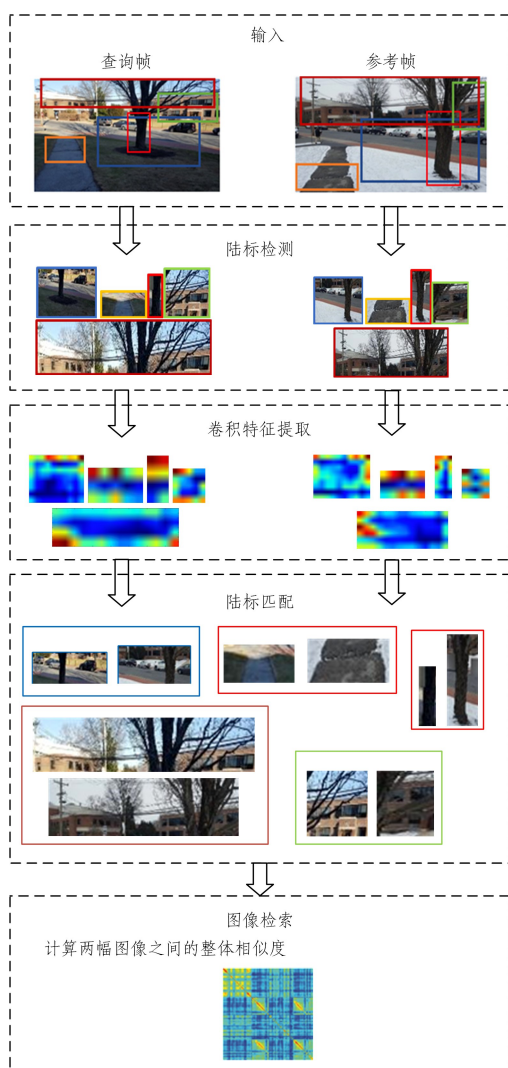 输入
查询帧
参考帧
陆标检测
卷积特征提取
陆标匹配
图像检索
计算两幅图像之间的整体相似度